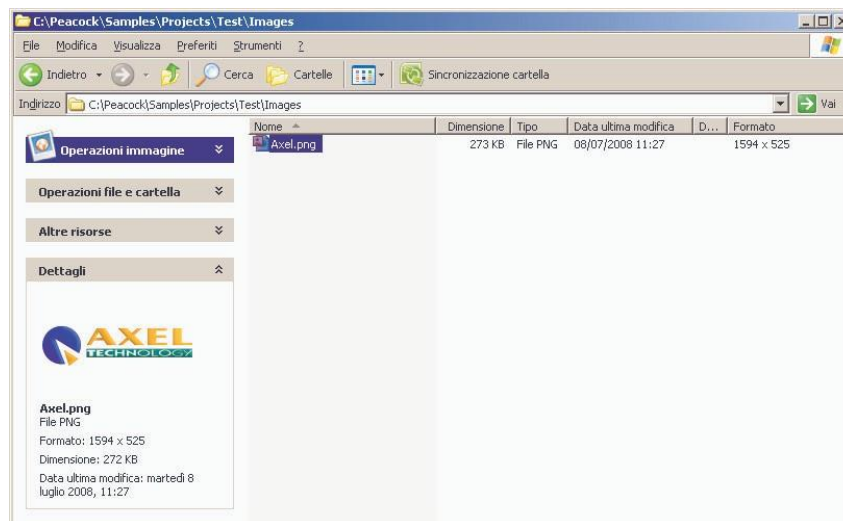 C:\Peacock\Samples\Projects\Test\Images
File Modifica Visualizza Preferiti Strumenti ?
Indietro Cerca Cartelle Sincronizzazione cartella
Indirizzo C:\Peacock\Samples\Projects\Test\Images Vai
Nome Dimensione Tipo Data ultima modifica D... Formato
Axel.png 273 KB File PNG 08/07/2008 11:27 1594 x 525
Operazioni immagine
Operazioni file e cartella
Altre risorse
Dettagli
AXEL
TECHNOLOGY
Axel.png
File PNG
Formato: 1594 x 525
Dimensione: 272 KB
Data ultima modifica: martedì 8
luglio 2008, 11:27